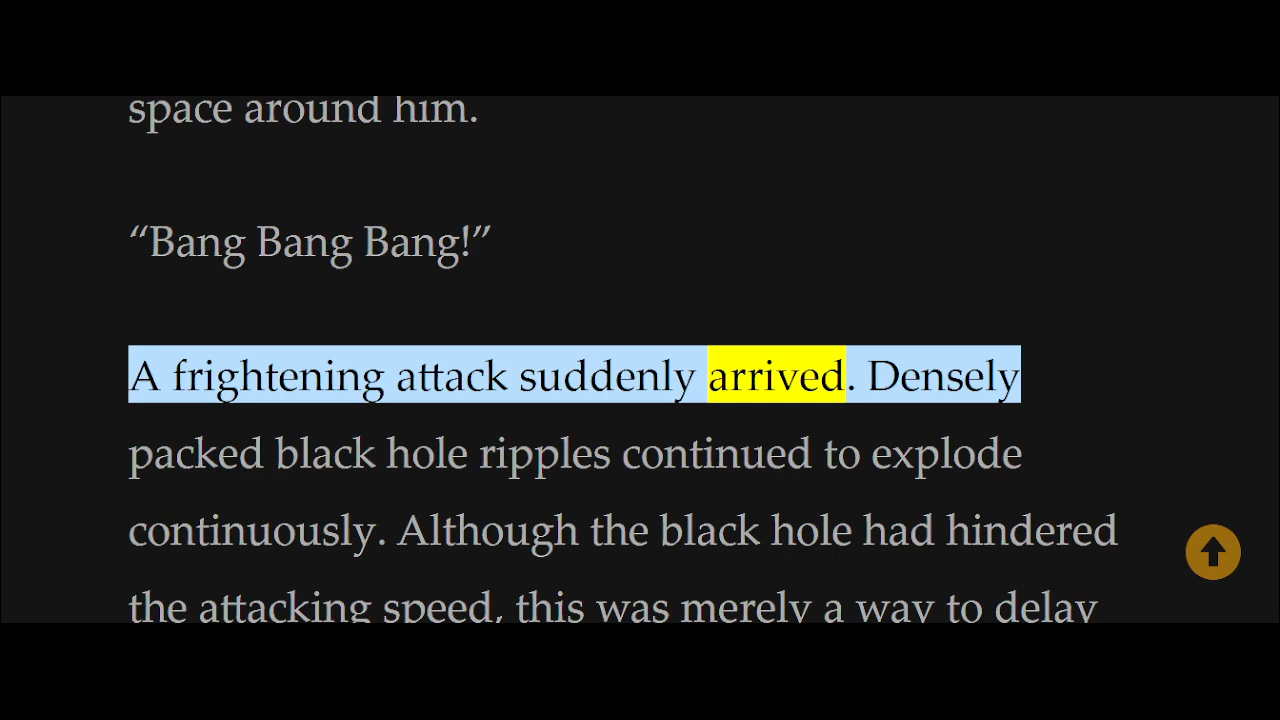 space around him.
“Bang Bang Bang!”
A frightening attack suddenly arrived. Densely
packed black hole ripples continued to explode
continuously. Although the black hole had hindered
the attacking speed, this was merely a way to delay